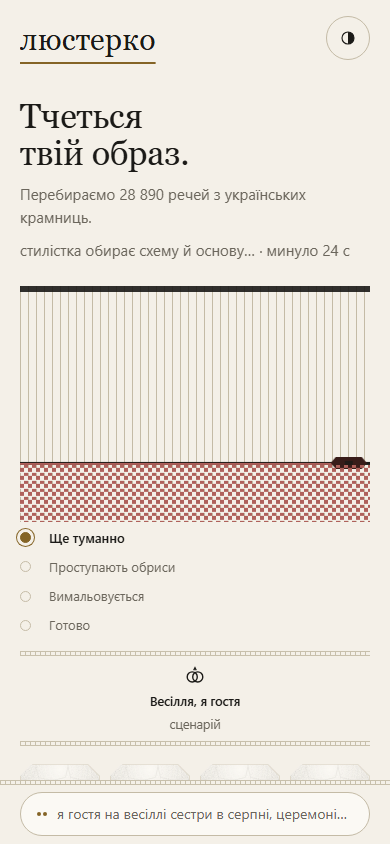 люстерко
Тчеться
твій образ.
Перебираємо 28 890 речей з українських
крамниць.
стилістка обирає схему й основу… · минуло 24 с
Ще туманно
Проступають обриси
Вимальовується
Готово
Весілля, я гостя
сценарій
я гостя на весіллі сестри в серпні, церемоні…